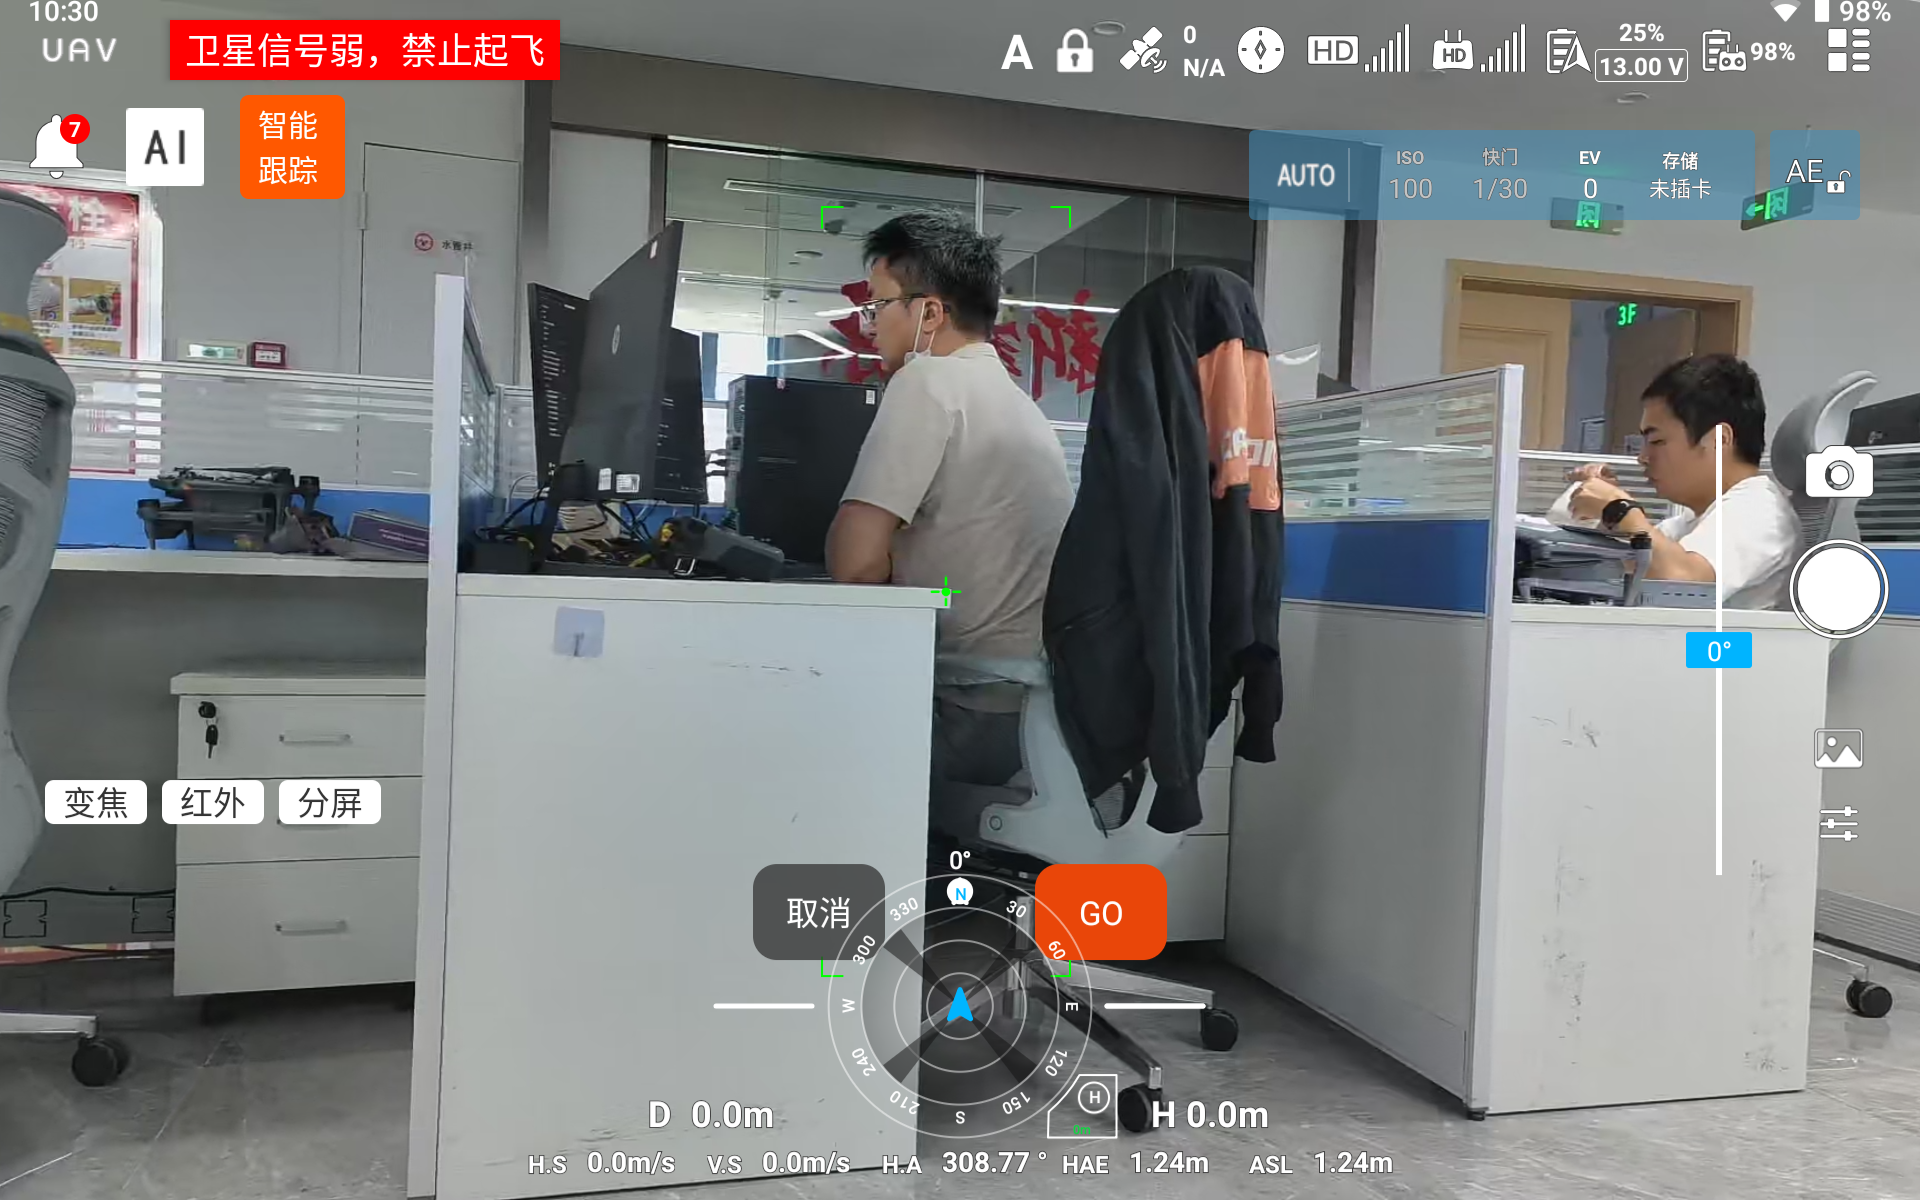 10:30
98%
UAV
卫星信号弱，禁止起飞
A
0
N/A
HD
HD
25%
13.00 V
98%
7
AI
智能
跟踪
AUTO
ISO
100
快门
1/30
EV
0
存储
未插卡
AE
水管井
3F
0°
变焦
红外
分屏
取消
GO
0°
N
30
60
E
120
150
S
210
240
W
300
330
H
0m
D 0.0m
H 0.0m
H.S 0.0m/s
V.S 0.0m/s
H.A 308.77 °
HAE 1.24m
ASL 1.24m